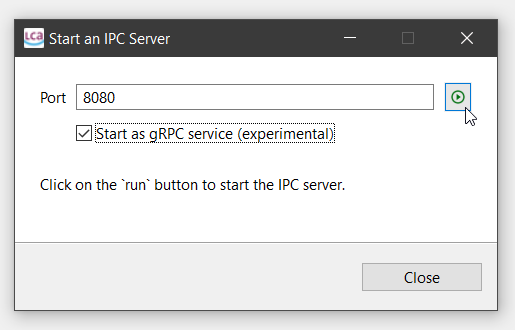 LCA Start an IPC Server
Port 8080
Start as gRPC service (experimental)
Click on the `run` button to start the IPC server.
Close